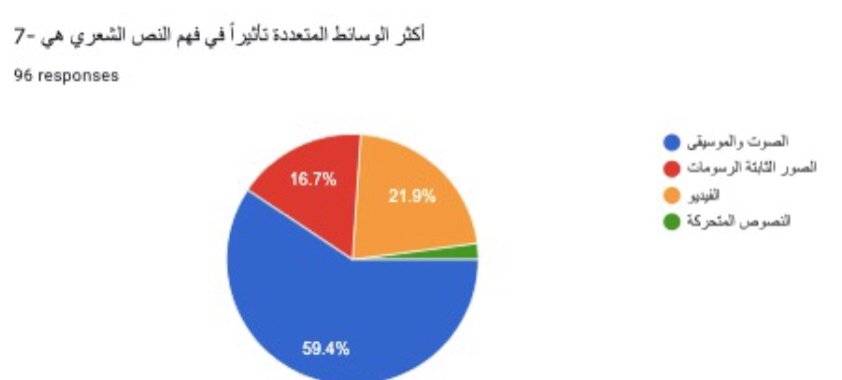 7- أكثر الوسائط المتعددة تأثيراً في فهم النص الشعري هي
96 responses
الصوت والموسيقى
الصور الثابتة الرسومات
الفيديو
النصوص المتحركة
16.7%
21.9%
59.4%